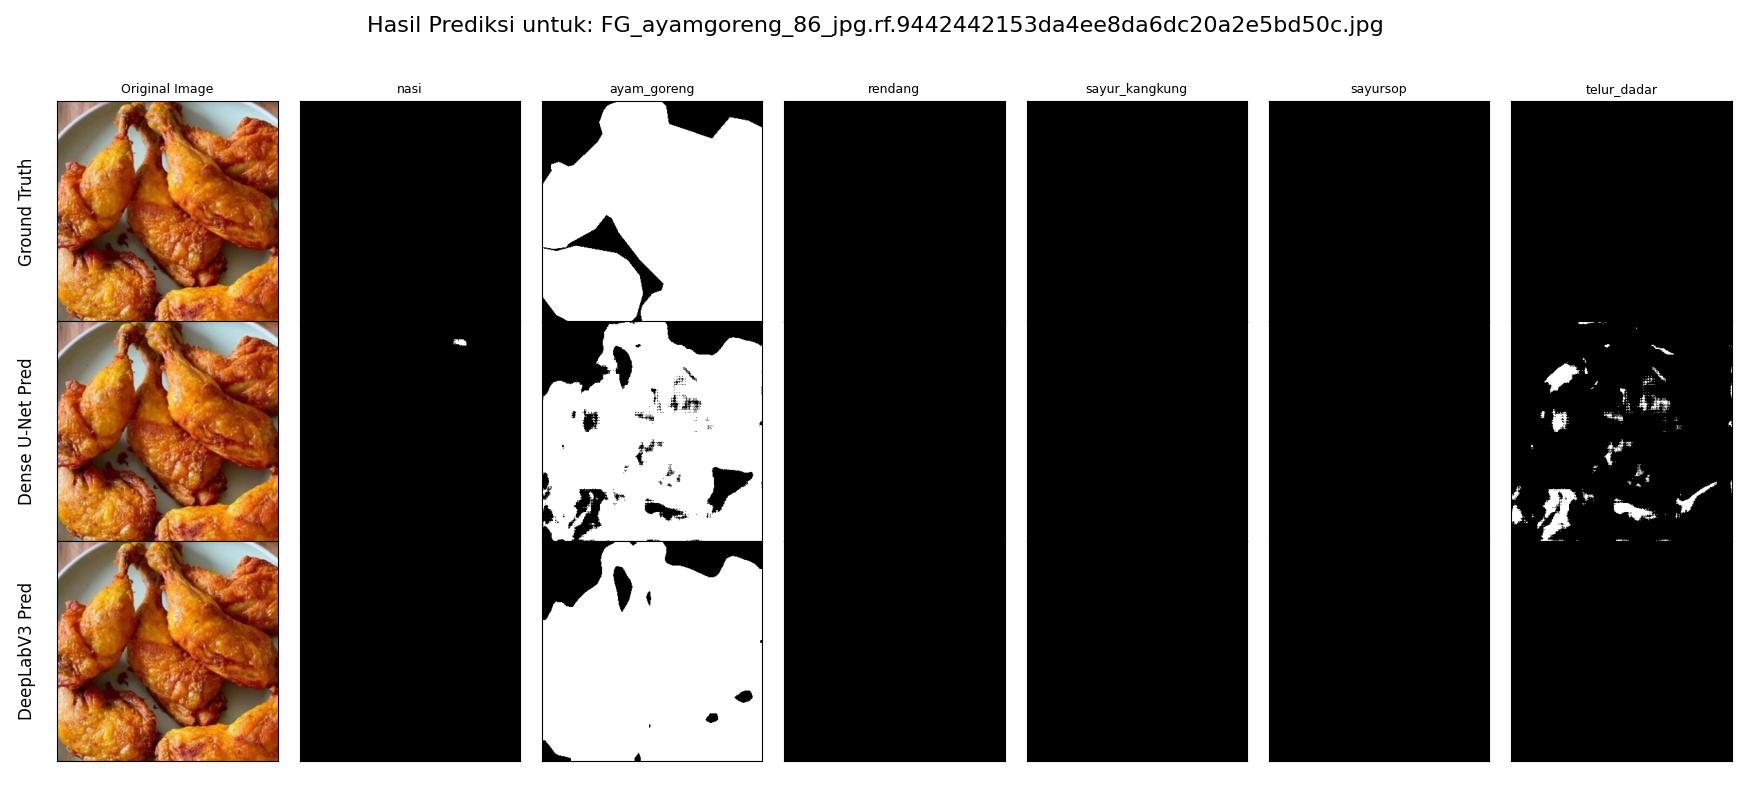 Hasil Prediksi untuk: FG_ayamgoreng_86_jpg.rf.9442442153da4ee8da6dc20a2e5bd50c.jpg
Original Image nasi ayam_goreng rendang sayur_kangkung sayursop telur_dadar
Ground Truth
Dense U-Net Pred
DeepLabV3 Pred